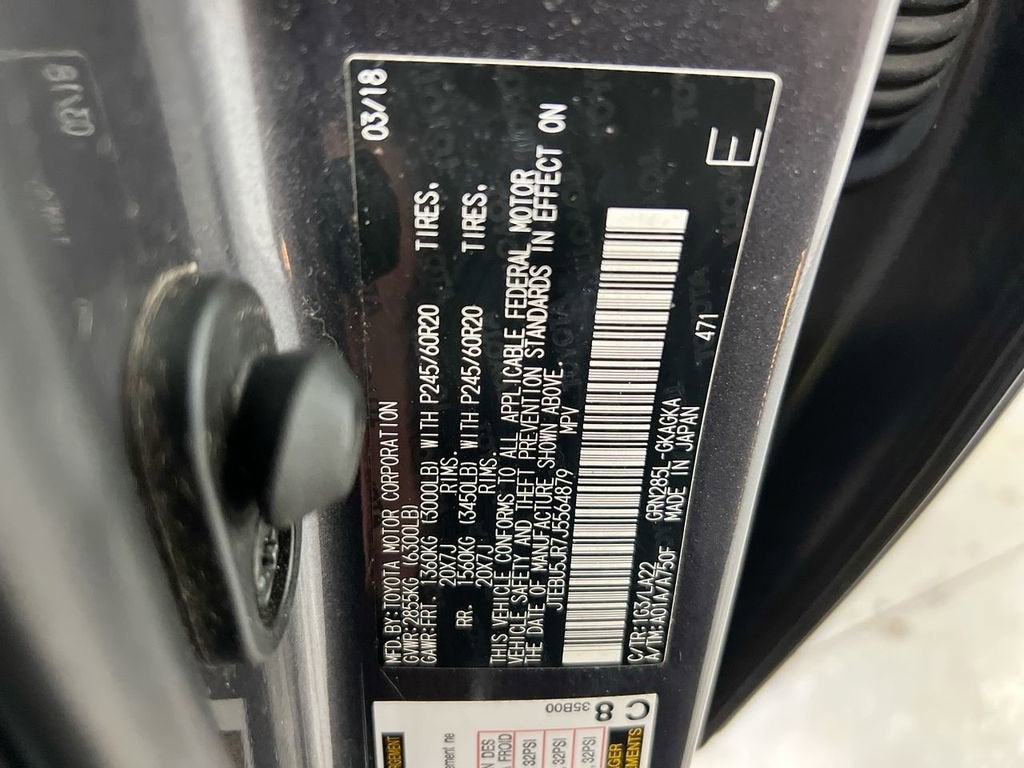 MFD.BY:TOYOTA MOTOR CORPORATION 03/18
GVWR:2855KG (6300LB)
GAWR:FRT. 1360KG (3000LB) WITH P245/60R20 TIRES.
20X7J RIMS.
RR. 1560KG (3450LB) WITH P245/60R20 TIRES.
20X7J RIMS.
THIS VEHICLE CONFORMS TO ALL APPLICABLE FEDERAL MOTOR
VEHICLE SAFETY AND THEFT PREVENTION STANDARDS IN EFFECT ON
THE DATE OF MANUFACTURE SHOWN ABOVE.
JTEBU5JR7J5564879 MPV
C/TR:1G3/LA22 GRN285L-GKAGKA
A/TM:A01A/A750F MADE IN JAPAN 471
E
C 8
35B00
32PSI
32PSI
32PSI